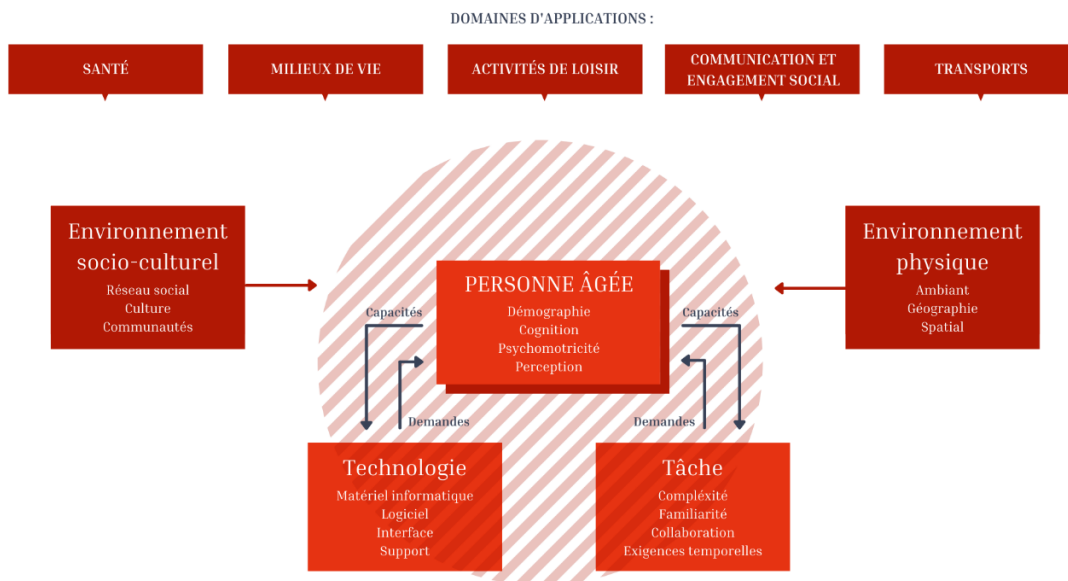 DOMAINES D'APPLICATIONS :
SANTÉ
MILIEUX DE VIE
ACTIVITÉS DE LOISIR
COMMUNICATION ET
ENGAGEMENT SOCIAL
TRANSPORTS
Environnement
socio-culturel
Réseau social
Culture
Communautés
PERSONNE ÂGÉE
Démographie
Cognition
Psychomotricité
Perception
Environnement
physique
Ambiant
Géographie
Spatial
Capacités
Capacités
Demandes
Demandes
Technologie
Matériel informatique
Logiciel
Interface
Support
Tâche
Compléxité
Familiarité
Collaboration
Exigences temporelles